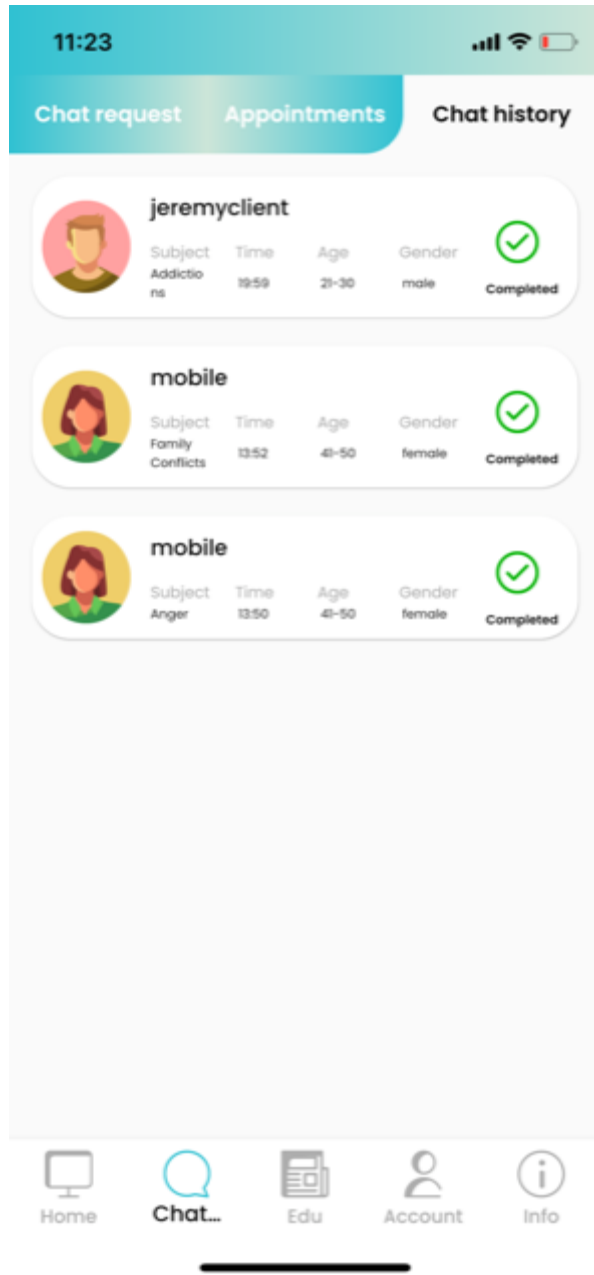 11:23
Chat request Appointments Chat history
jeremyclient
Subject Time Age Gender
Addictio
ns 19:59 21-30 male Completed
mobile
Subject Time Age Gender
Family
Conflicts 13:52 41-50 female Completed
mobile
Subject Time Age Gender
Anger 13:50 41-50 female Completed
Home Chat... Edu Account Info